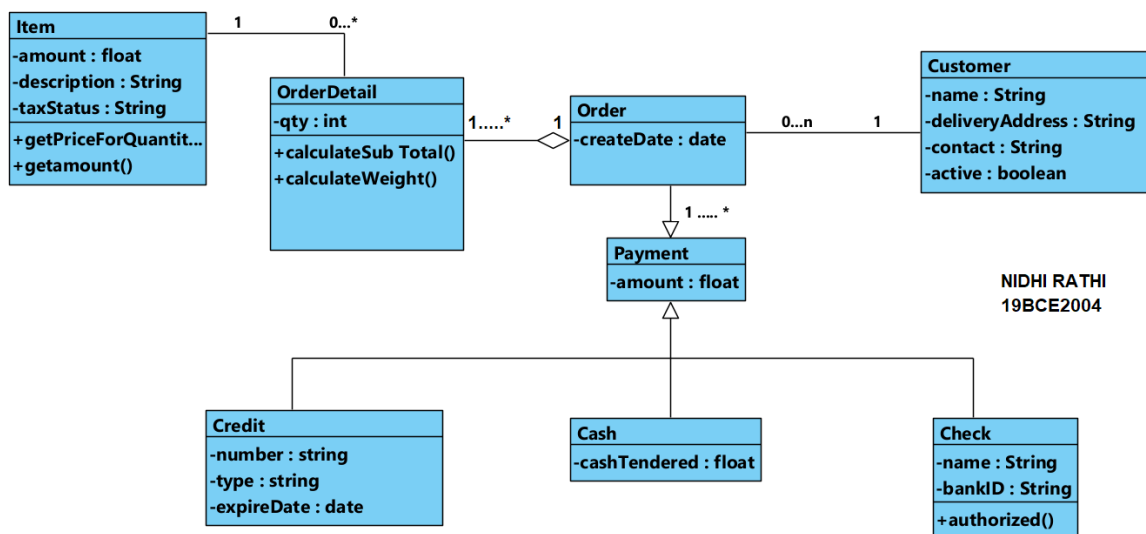 Item
-amount : float
-description : String
-taxStatus : String
+getPriceForQuantit...
+getamount()
1
0...*
OrderDetail
-qty : int
+calculateSub Total()
+calculateWeight()
1.....*
1
Order
-createDate : date
0...n
1
Customer
-name : String
-deliveryAddress : String
-contact : String
-active : boolean
1 ..... *
Payment
-amount : float
NIDHI RATHI
19BCE2004
Credit
-number : string
-type : string
-expireDate : date
Cash
-cashTendered : float
Check
-name : String
-bankID : String
+authorized()